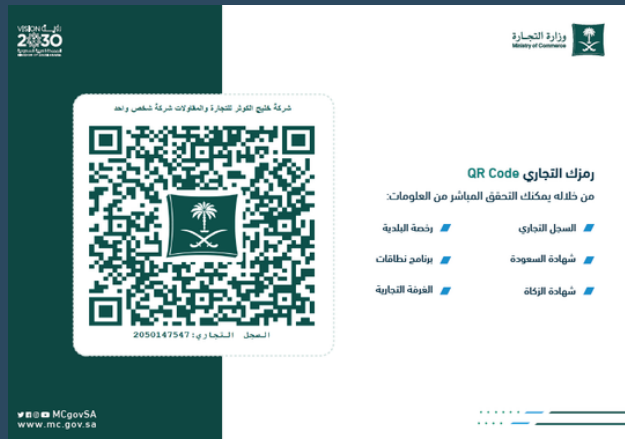 VISION رؤية
2030
وزارة التجارة
Ministry of Commerce
شركة خليج الكوثر للتجارة والمقاولات شركة شخص واحد
السجل التجاري: 2050147547
رمزك التجاري QR Code
من خلاله يمكنك التحقق المباشر من العلومات:
السجل التجاري
رخصة البلدية
شهادة السعودة
برنامج نطاقات
شهادة الزكاة
الغرفة التجارية
MCgovSA
www.mc.gov.sa